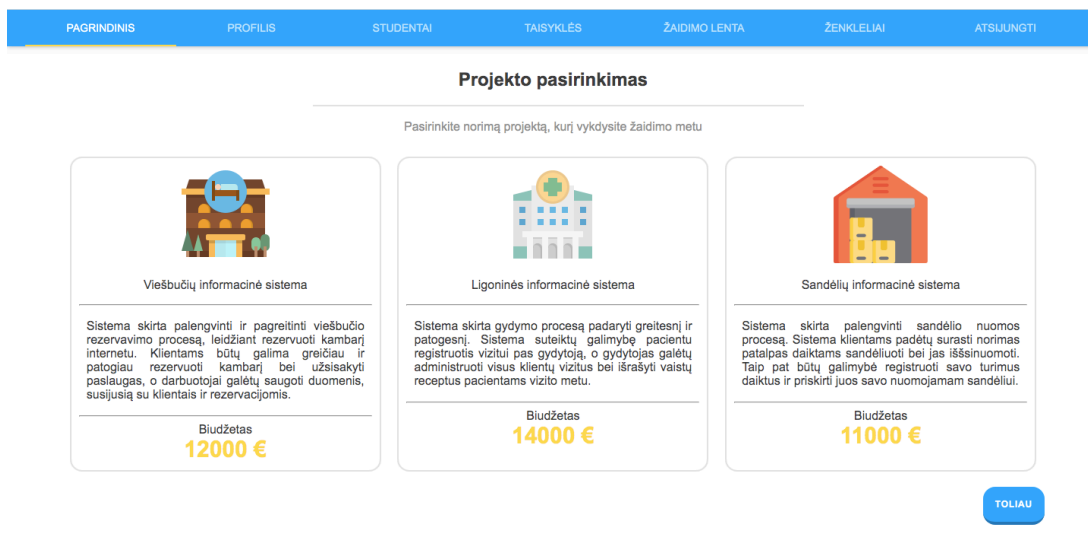 PAGRINDINIS PROFILIS STUDENTAI TAISYKLĖS ŽAIDIMO LENTA ŽENKLELIAI ATSIJUNGTI
Projekto pasirinkimas
Pasirinkite norimą projektą, kurį vykdysite žaidimo metu
Viešbučių informacinė sistema
Sistema skirta palengvinti ir pagreitinti viešbučio
rezervavimo procesą, leidžiant rezervuoti kambarį
internetu. Klientams būtų galima greičiau ir
patogiau rezervuoti kambarį bei užsisakyti
paslaugas, o darbuotojai galėtų saugoti duomenis,
susijusią su klientais ir rezervacijomis.
Biudžetas
12000 €
Ligoninės informacinė sistema
Sistema skirta gydymo procesą padaryti greitesnį ir
patogesnį. Sistema suteiktų galimybę pacientu
registruotis vizitui pas gydytoją, o gydytojas galėtų
administruoti visus klientų vizitus bei išrašyti vaistų
receptus pacientams vizito metu.
Biudžetas
14000 €
Sandėlių informacinė sistema
Sistema skirta palengvinti sandėlio nuomos
procesą. Sistema klientams padėtų surasti norimas
patalpas daiktams sandėliuoti bei jas iššsinuomoti.
Taip pat būtų galimybė registruoti savo turimus
daiktus ir priskirti juos savo nuomojamam sandėliui.
Biudžetas
11000 €
TOLIAU